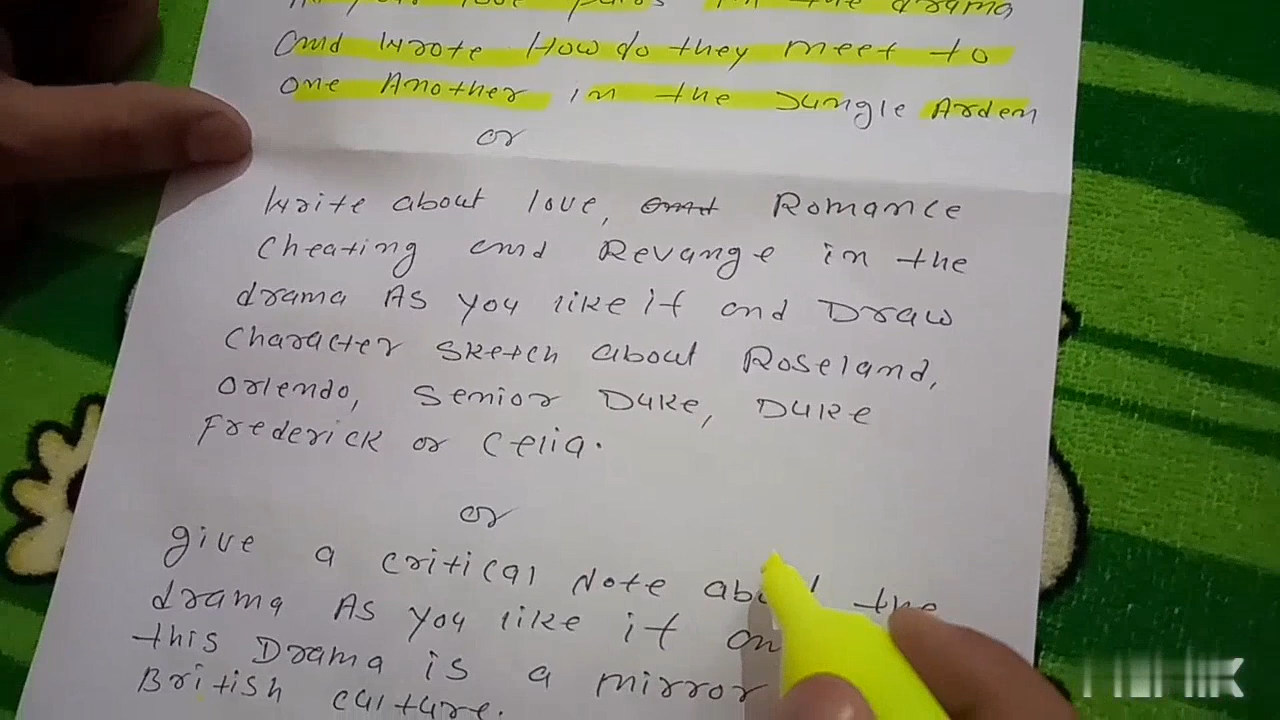 in the drama
and wrote How do they meet to
one Another in the Jungle Arden
or
write about love, Romance
Cheating and Revange in the
drama As you like it and Draw
Character sketch about Roseland,
Orlendo, Senior Duke, Duke
Frederick or Celia.
or
give a critical Note the
drama As you like it
this Drama is a mirror
British culture.